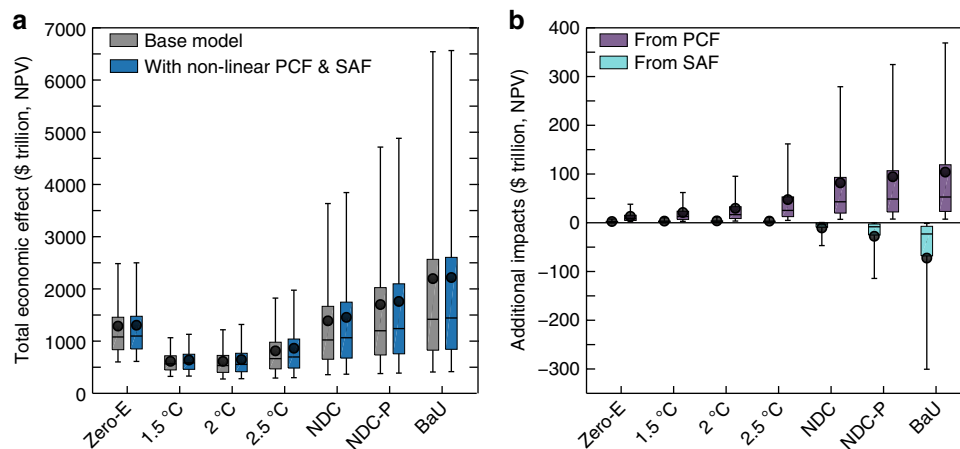 a
Total economic effect ($ trillion, NPV)
7000
6000
5000
4000
3000
2000
1000
0
Base model
With non-linear PCF & SAF
Zero-E
1.5 °C
2 °C
2.5 °C
NDC
NDC-P
BaU
b
Additional impacts ($ trillion, NPV)
400
300
200
100
0
−100
−200
−300
From PCF
From SAF
Zero-E
1.5 °C
2 °C
2.5 °C
NDC
NDC-P
BaU